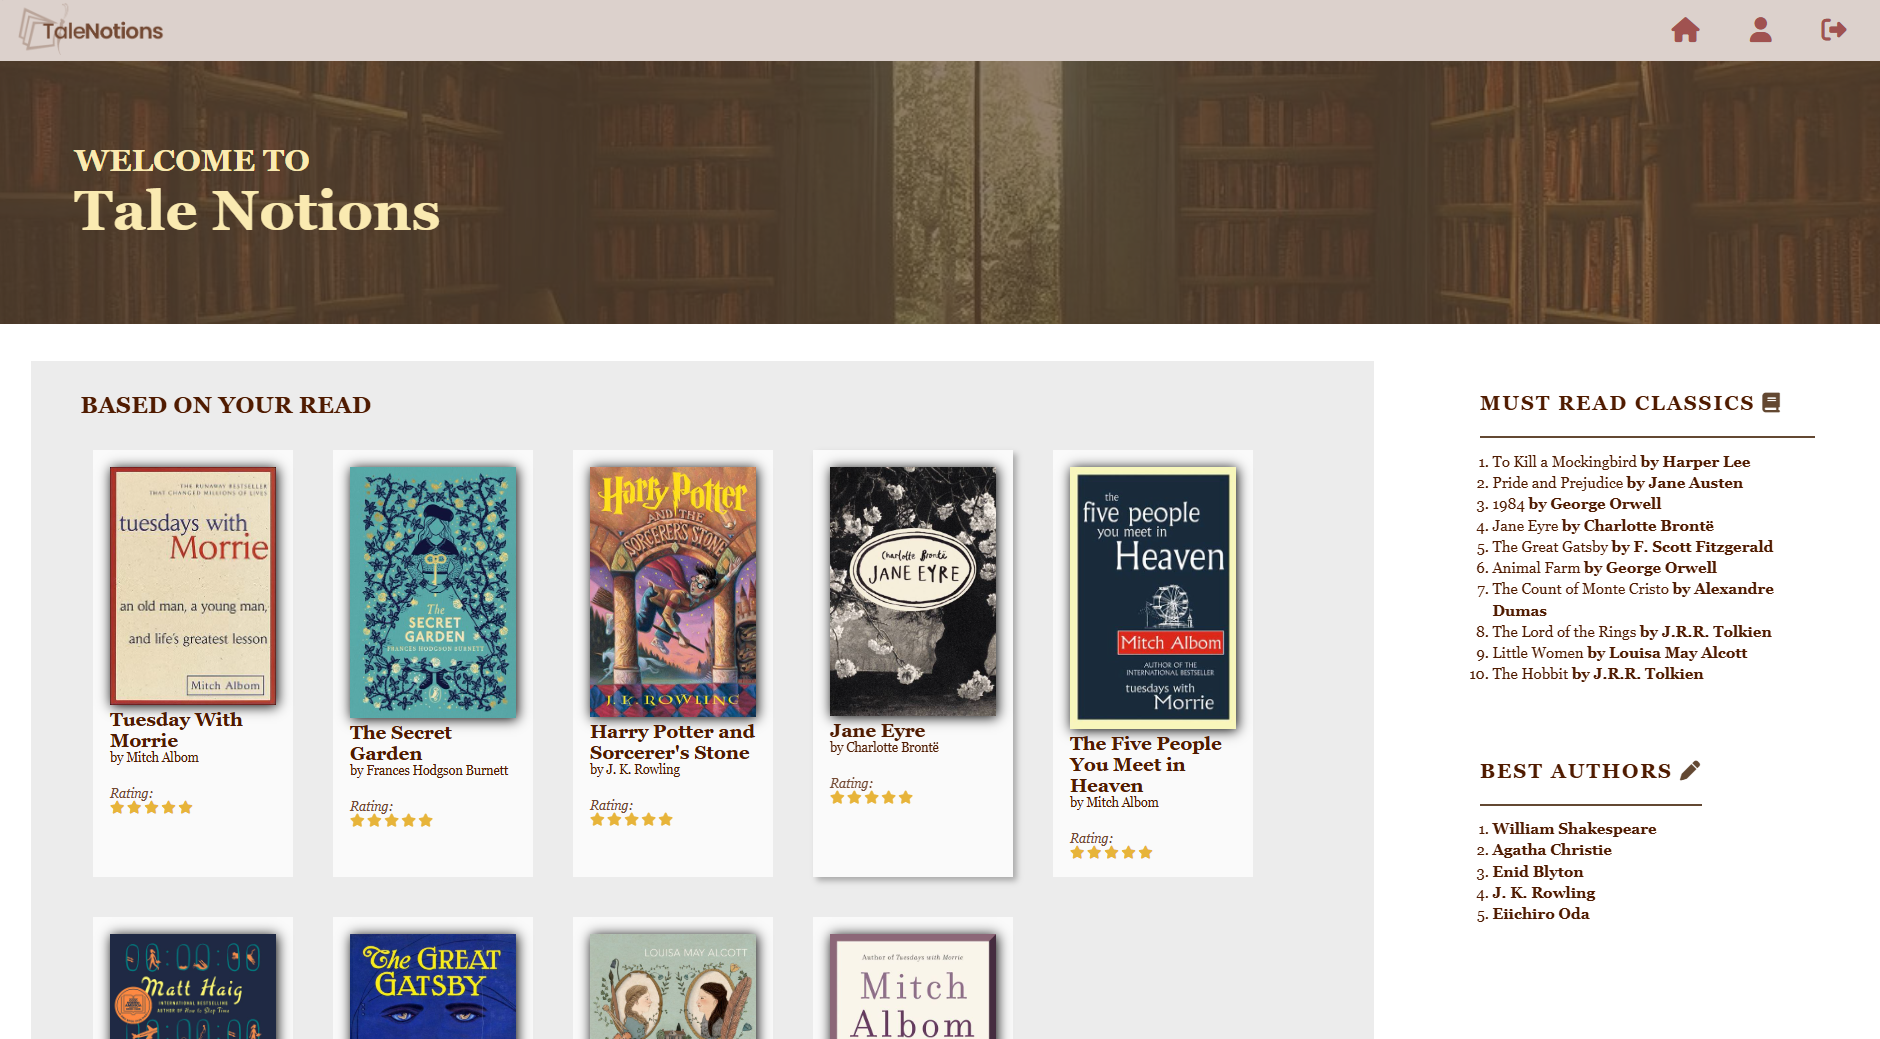 TaleNotions
WELCOME TO
Tale Notions
BASED ON YOUR READ
THE RUNAWAY BESTSELLER
THAT CHANGED MILLIONS OF LIVES
tuesdays with
Morrie
an old man, a young man,
and life's greatest lesson
Mitch Albom
Tuesday With
Morrie
by Mitch Albom
Rating:
The
SECRET
GARDEN
FRANCES HODGSON BURNETT
The Secret
Garden
by Frances Hodgson Burnett
Rating:
Harry Potter
AND THE
SORCERER'S STONE
J. K. ROWLING
Harry Potter and
Sorcerer's Stone
by J. K. Rowling
Rating:
Charlotte Brontë
JANE EYRE
Jane Eyre
by Charlotte Brontë
Rating:
the
five people
you meet in
Heaven
Mitch Albom
AUTHOR OF THE
INTERNATIONAL BESTSELLER
tuesdays with
Morrie
The Five People
You Meet in
Heaven
by Mitch Albom
Rating:
Matt Haig
INTERNATIONAL BESTSELLING
AUTHOR OF How to Stop Time
The GREAT
GATSBY
LOUISA MAY ALCOTT
Author of Tuesdays with Morrie
Mitch
Albom
MUST READ CLASSICS
1. To Kill a Mockingbird by Harper Lee
2. Pride and Prejudice by Jane Austen
3. 1984 by George Orwell
4. Jane Eyre by Charlotte Brontë
5. The Great Gatsby by F. Scott Fitzgerald
6. Animal Farm by George Orwell
7. The Count of Monte Cristo by Alexandre
Dumas
8. The Lord of the Rings by J.R.R. Tolkien
9. Little Women by Louisa May Alcott
10. The Hobbit by J.R.R. Tolkien
BEST AUTHORS
1. William Shakespeare
2. Agatha Christie
3. Enid Blyton
4. J. K. Rowling
5. Eiichiro Oda